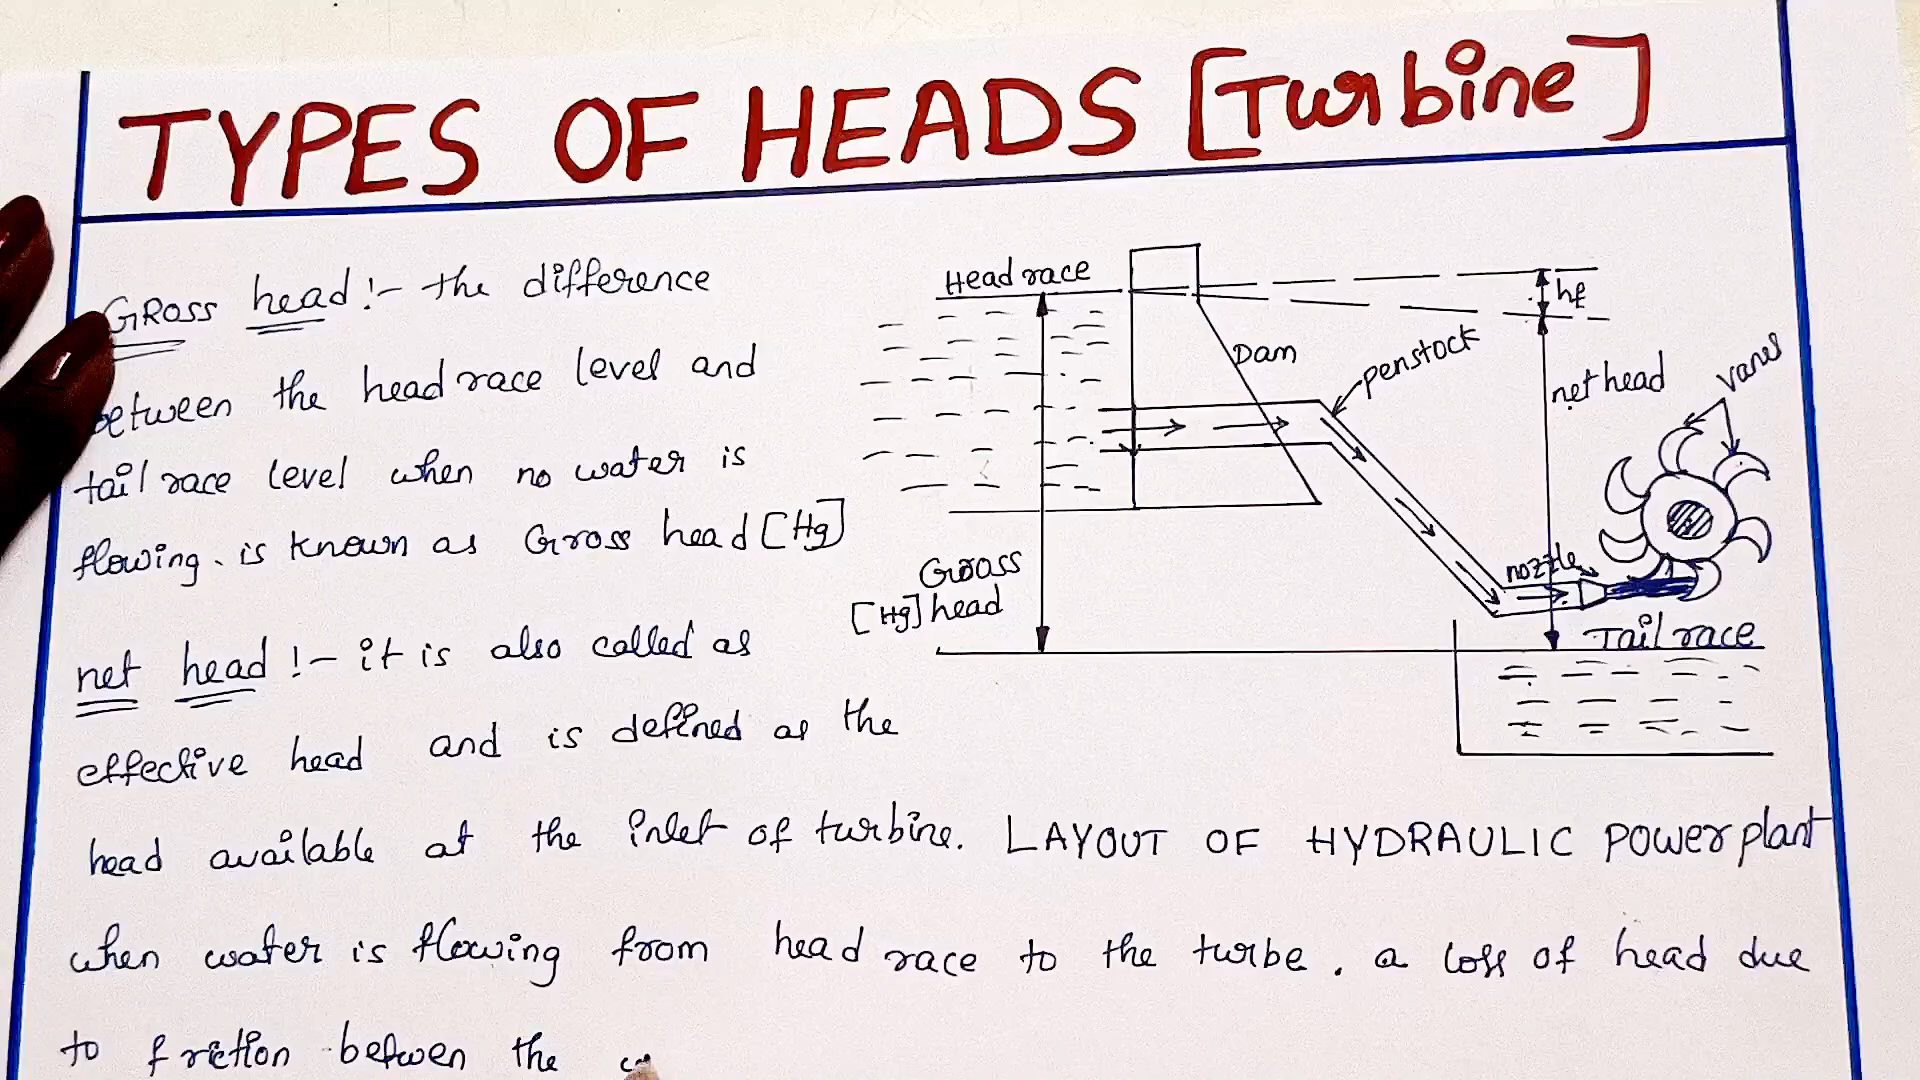 TYPES OF HEADS [Turbine]
GROSS head :- the difference
between the head race level and
tail race level when no water is
flowing. is known as Gross head [Hg]
net head :- it is also called as
effective head and is defined as the
head available at the inlet of turbine.
when water is flowing from head race to the turbe. a loss of head due
to friction between the
Head race
hf
Dam
penstock
net head
vanes
Gross
[Hg] head
nozzle
Tail race
LAYOUT OF HYDRAULIC Power plant